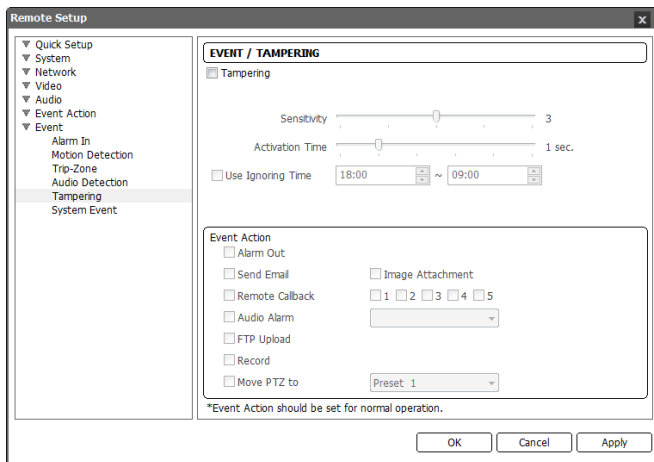 Remote Setup
Quick Setup
System
Network
Video
Audio
Event Action
Event
Alarm In
Motion Detection
Trip-Zone
Audio Detection
Tampering
System Event
EVENT / TAMPERING
Tampering
Sensitivity 3
Activation Time 1 sec.
Use Ignoring Time 18:00 ~ 09:00
Event Action
Alarm Out
Send Email Image Attachment
Remote Callback 1 2 3 4 5
Audio Alarm
FTP Upload
Record
Move PTZ to Preset 1
*Event Action should be set for normal operation.
OK Cancel Apply